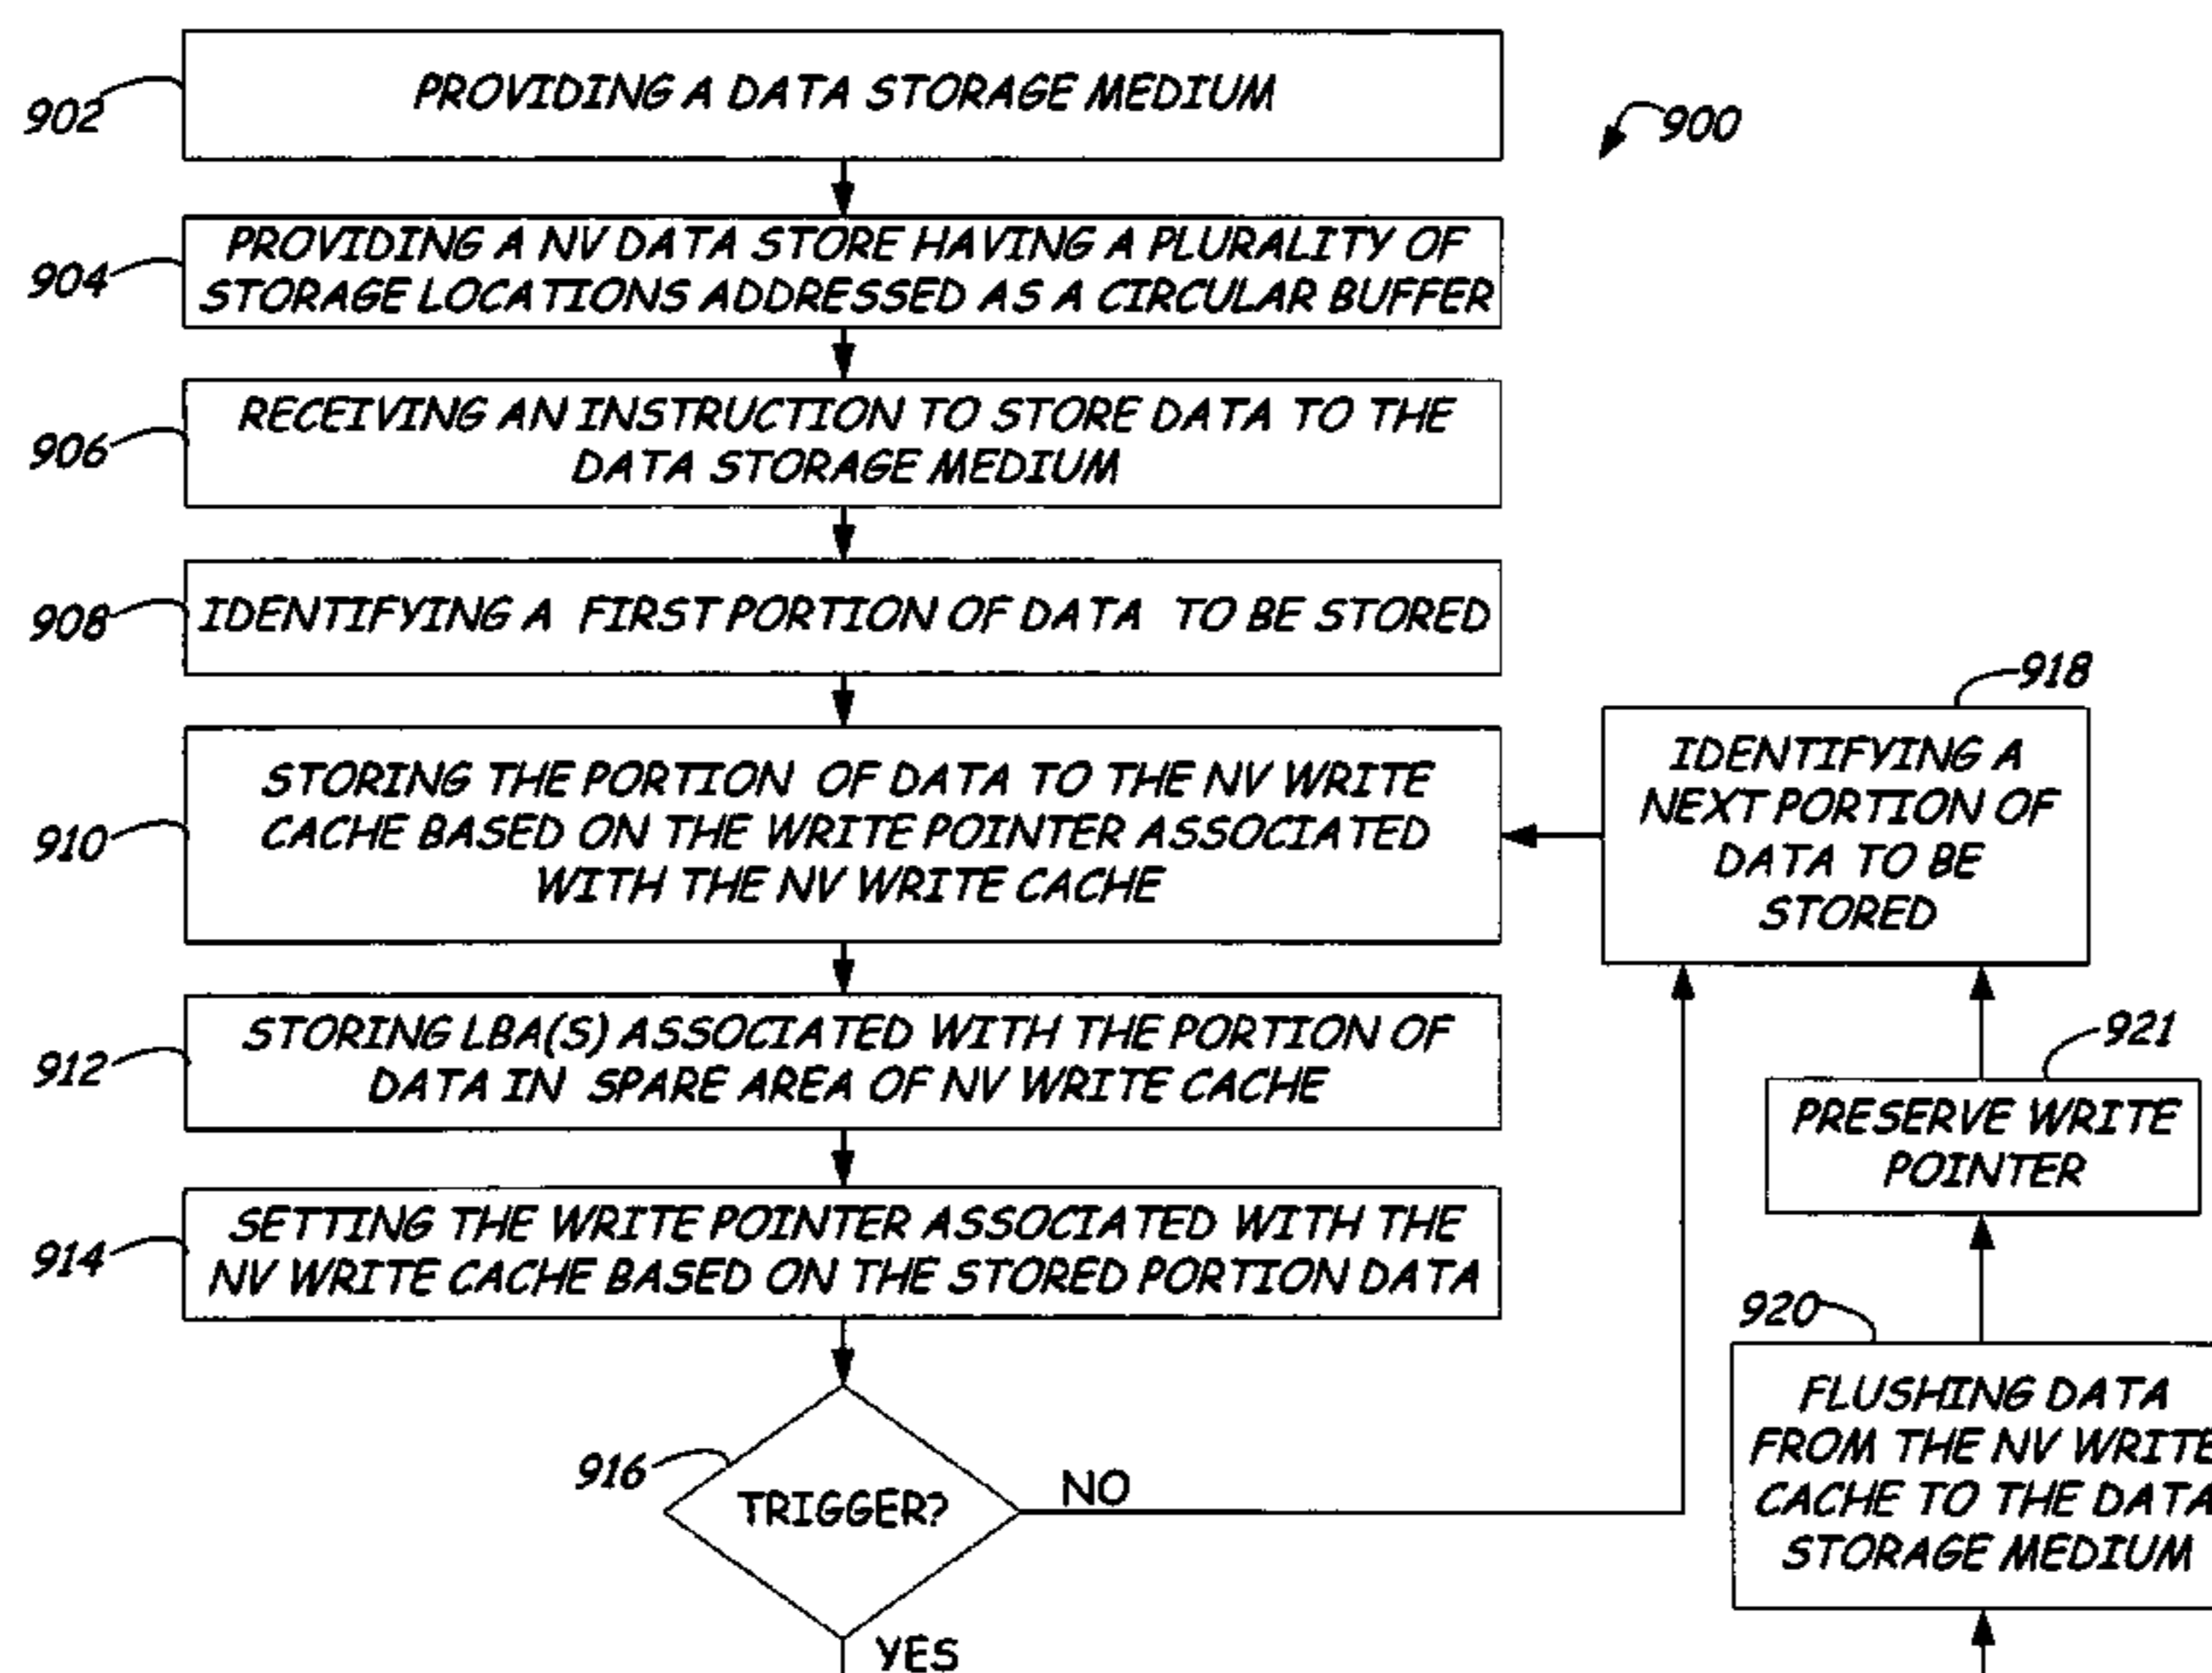 902
PROVIDING A DATA STORAGE MEDIUM
900
904
PROVIDING A NV DATA STORE HAVING A PLURALITY OF
STORAGE LOCATIONS ADDRESSED AS A CIRCULAR BUFFER
906
RECEIVING AN INSTRUCTION TO STORE DATA TO THE
DATA STORAGE MEDIUM
908
IDENTIFYING A FIRST PORTION OF DATA TO BE STORED
910
STORING THE PORTION OF DATA TO THE NV WRITE
CACHE BASED ON THE WRITE POINTER ASSOCIATED
WITH THE NV WRITE CACHE
918
IDENTIFYING A
NEXT PORTION OF
DATA TO BE
STORED
912
STORING LBA(S) ASSOCIATED WITH THE PORTION OF
DATA IN SPARE AREA OF NV WRITE CACHE
921
PRESERVE WRITE
POINTER
914
SETTING THE WRITE POINTER ASSOCIATED WITH THE
NV WRITE CACHE BASED ON THE STORED PORTION DATA
920
FLUSHING DATA
FROM THE NV WRITE
CACHE TO THE DATA
STORAGE MEDIUM
916
TRIGGER?
NO
YES